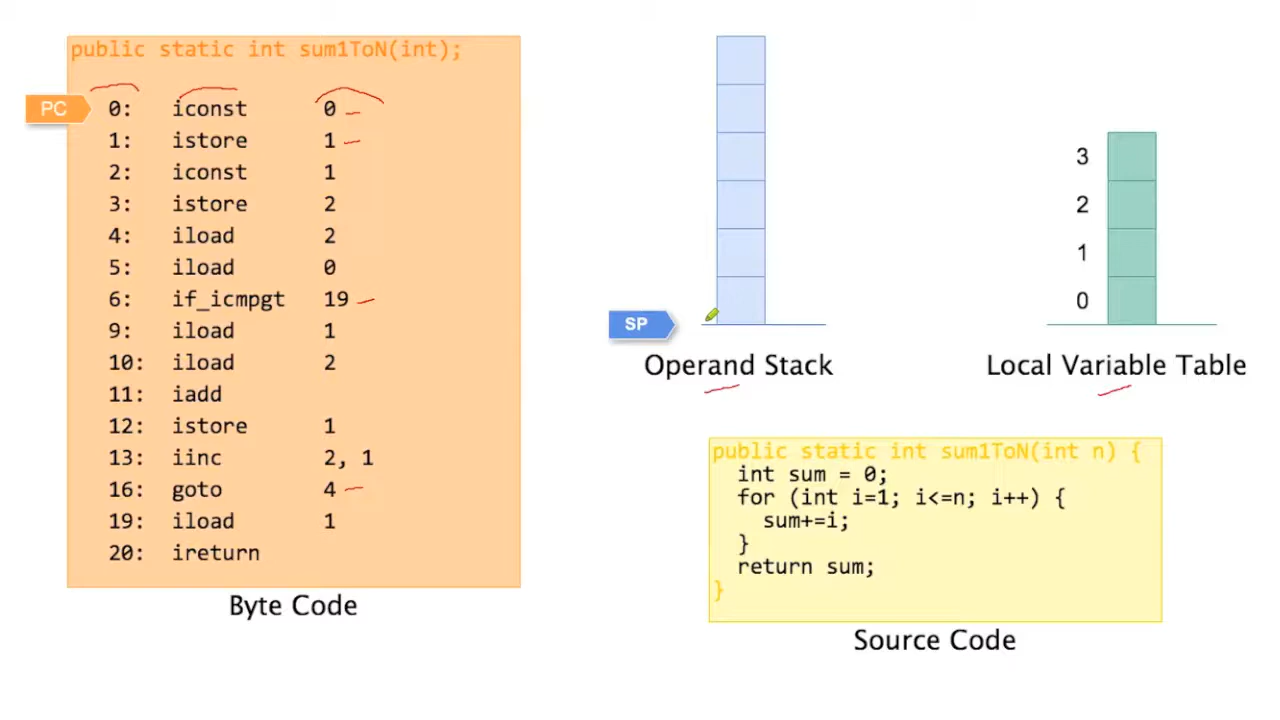 public static int sum1ToN(int);
PC
0: iconst 0
1: istore 1
2: iconst 1
3: istore 2
4: iload 2
5: iload 0
6: if_icmpgt 19
9: iload 1
10: iload 2
11: iadd
12: istore 1
13: iinc 2, 1
16: goto 4
19: iload 1
20: ireturn
Byte Code
SP
Operand Stack
3
2
1
0
Local Variable Table
public static int sum1ToN(int n) {
int sum = 0;
for (int i=1; i<=n; i++) {
sum+=i;
}
return sum;
}
Source Code